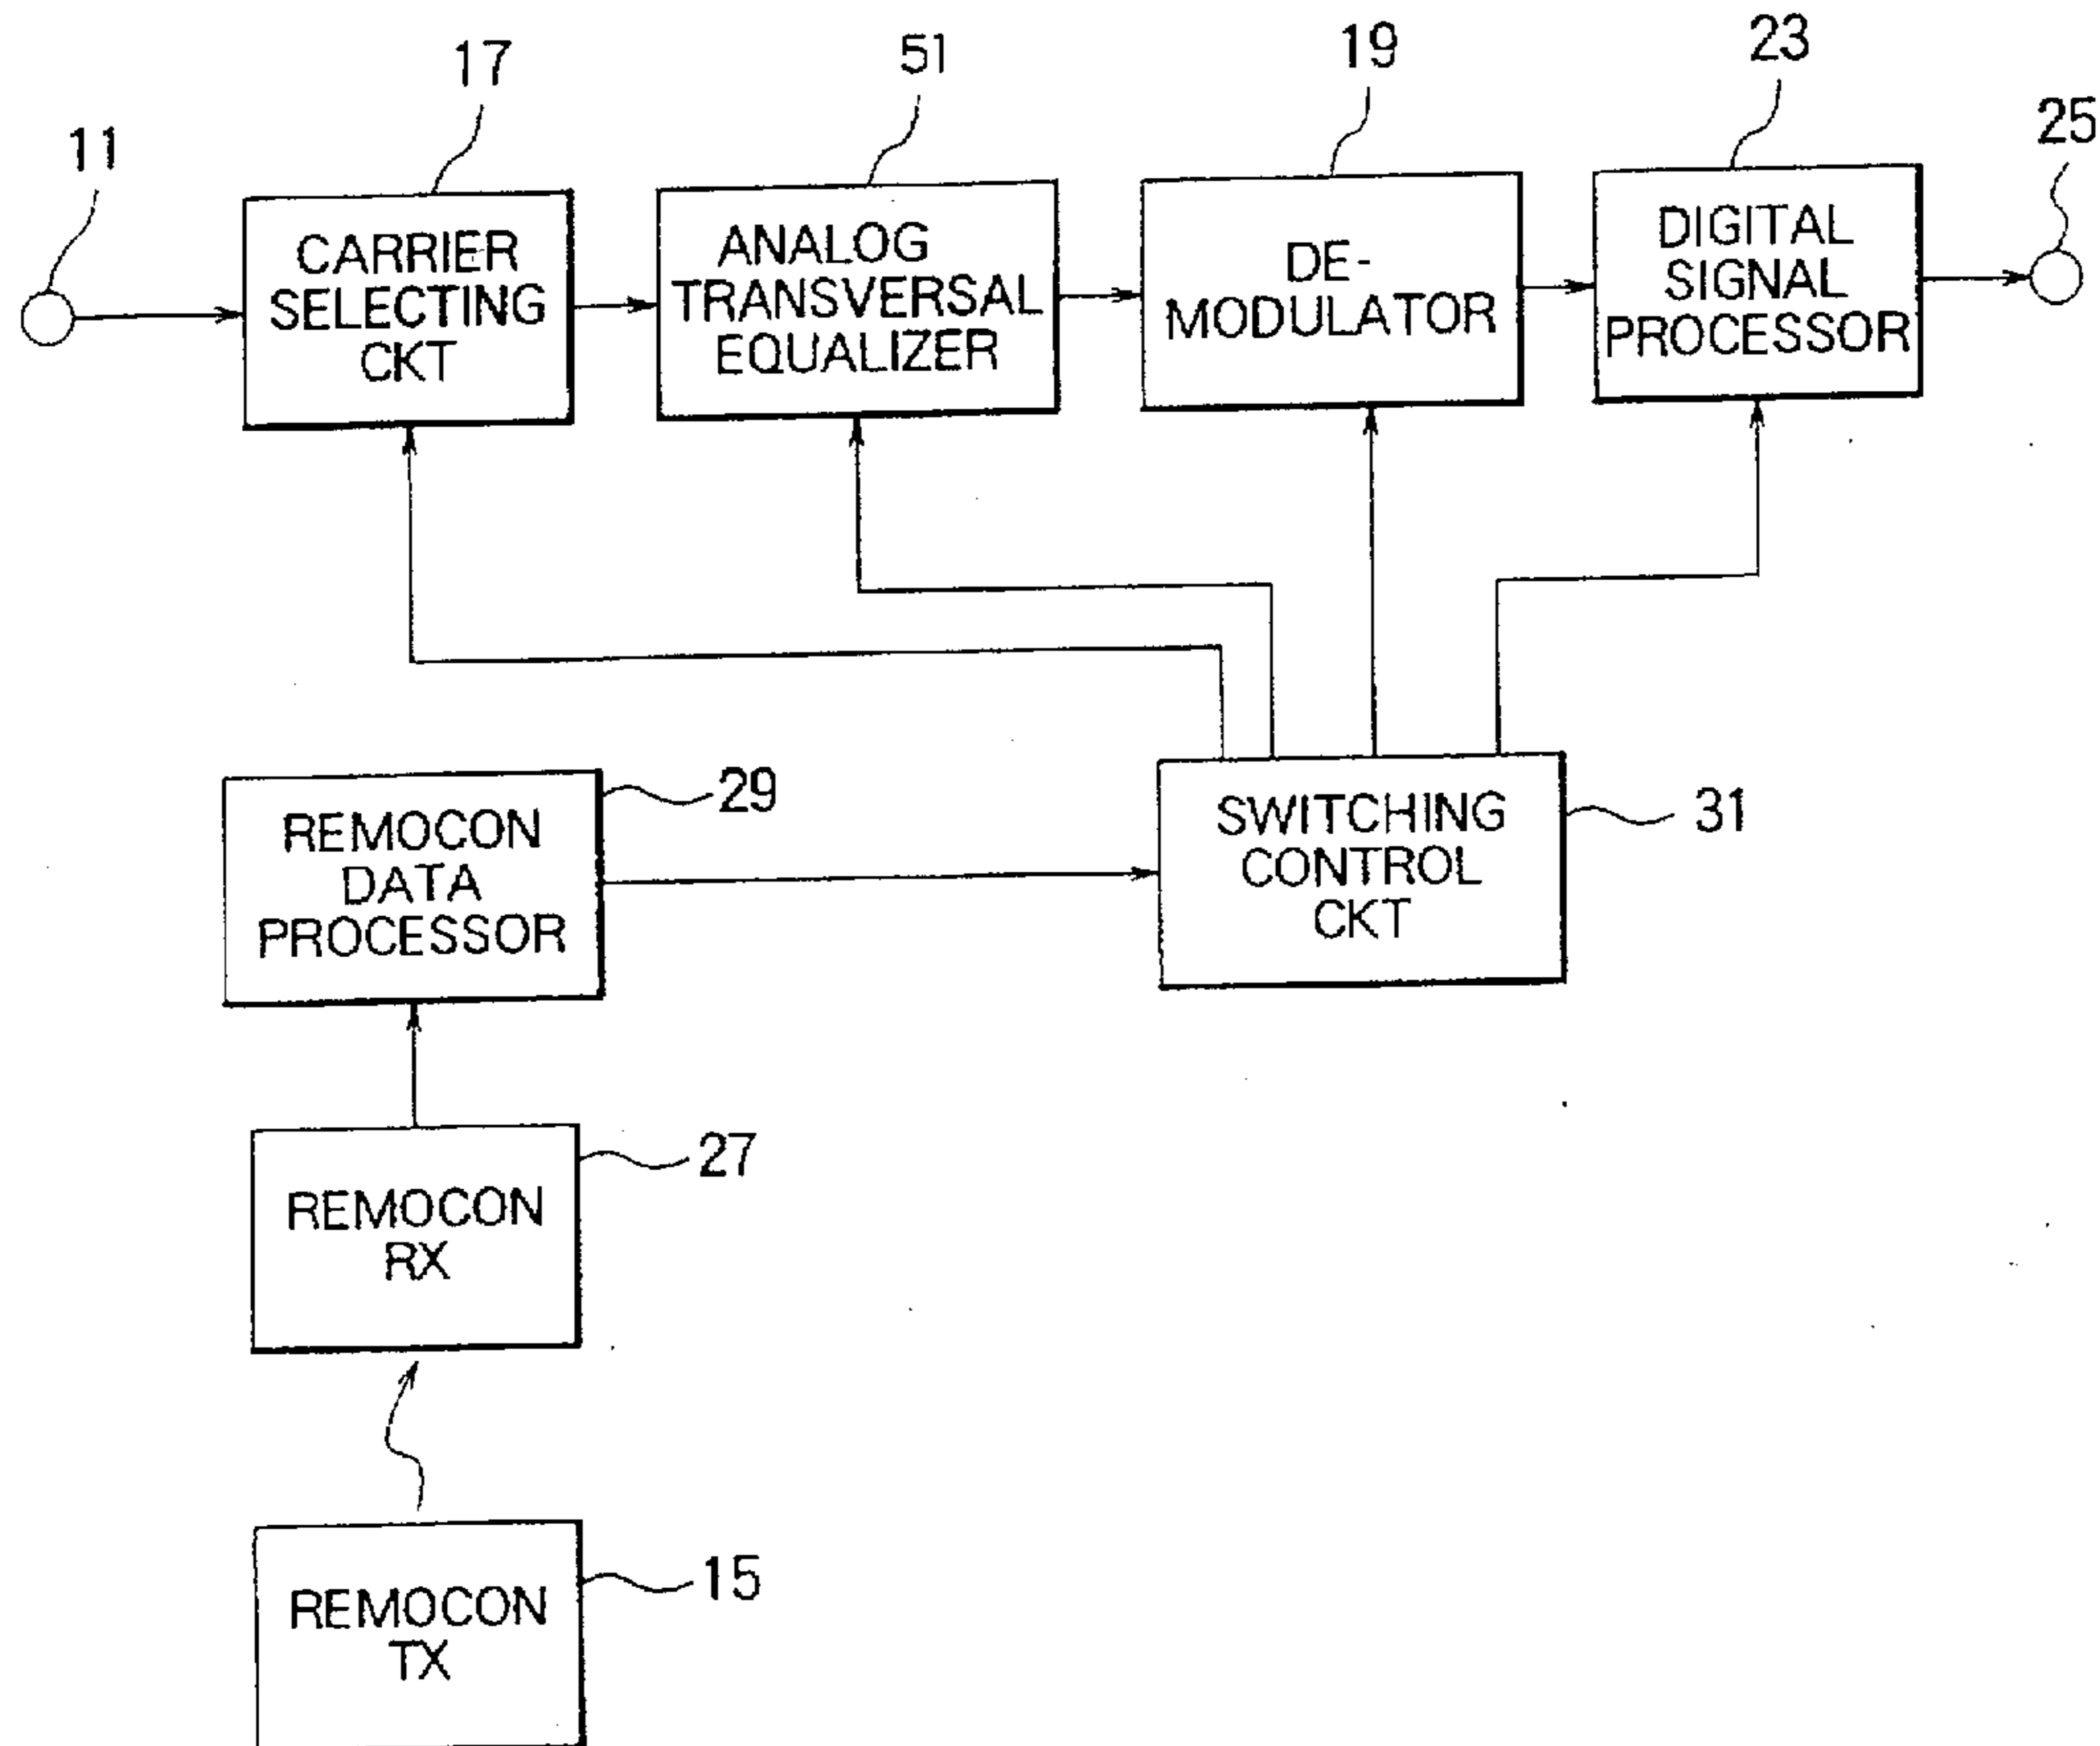 11
17
51
19
23
25
CARRIER
SELECTING
CKT
ANALOG
TRANSVERSAL
EQUALIZER
DE-
MODULATOR
DIGITAL
SIGNAL
PROCESSOR
REMOCON
DATA
PROCESSOR
29
SWITCHING
CONTROL
CKT
31
REMOCON
RX
27
REMOCON
TX
15